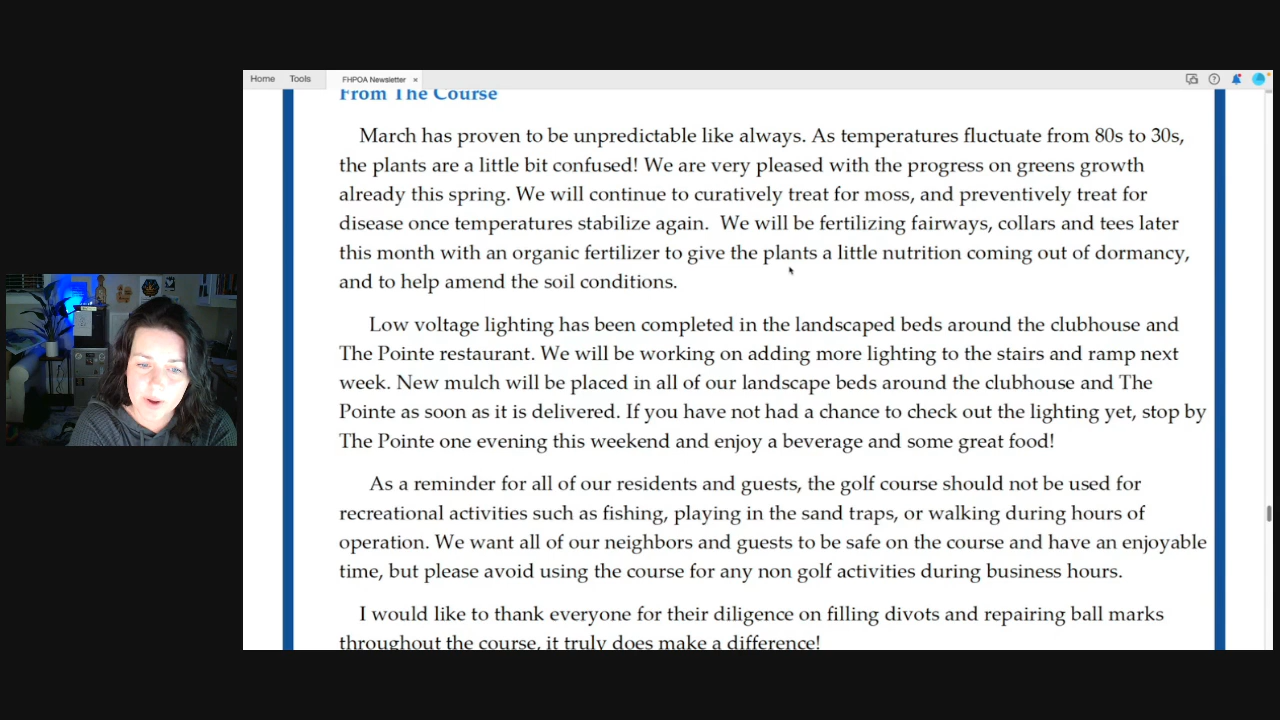 Home Tools FHPOA Newsletter ×
From The Course
March has proven to be unpredictable like always. As temperatures fluctuate from 80s to 30s,
the plants are a little bit confused! We are very pleased with the progress on greens growth
already this spring. We will continue to curatively treat for moss, and preventively treat for
disease once temperatures stabilize again.  We will be fertilizing fairways, collars and tees later
this month with an organic fertilizer to give the plants a little nutrition coming out of dormancy,
and to help amend the soil conditions.
Low voltage lighting has been completed in the landscaped beds around the clubhouse and
The Pointe restaurant. We will be working on adding more lighting to the stairs and ramp next
week. New mulch will be placed in all of our landscape beds around the clubhouse and The
Pointe as soon as it is delivered. If you have not had a chance to check out the lighting yet, stop by
The Pointe one evening this weekend and enjoy a beverage and some great food!
As a reminder for all of our residents and guests, the golf course should not be used for
recreational activities such as fishing, playing in the sand traps, or walking during hours of
operation. We want all of our neighbors and guests to be safe on the course and have an enjoyable
time, but please avoid using the course for any non golf activities during business hours.
I would like to thank everyone for their diligence on filling divots and repairing ball marks
throughout the course, it truly does make a difference!